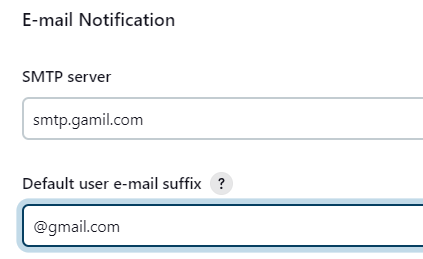 E-mail Notification
SMTP server
smtp.gamil.com
Default user e-mail suffix ?
@gmail.com